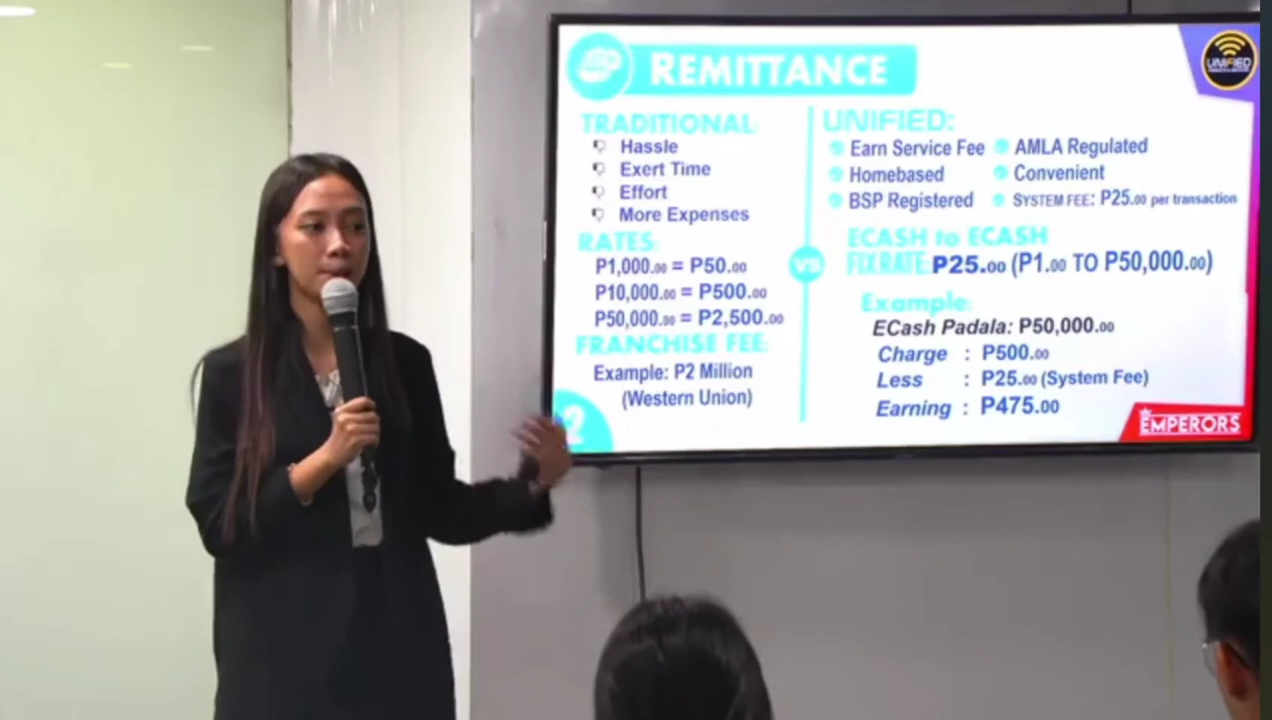 REMITTANCE
UNIFIED
TRADITIONAL:
Hassle
Exert Time
Effort
More Expenses
RATES:
P1,000.00 = P50.00
P10,000.00 = P500.00
P50,000.00 = P2,500.00
FRANCHISE FEE:
Example: P2 Million
(Western Union)
2
VS
UNIFIED:
Earn Service Fee
AMLA Regulated
Homebased
Convenient
BSP Registered
SYSTEM FEE: P25.00 per transaction
ECASH to ECASH
FIX RATE: P25.00 (P1.00 TO P50,000.00)
Example:
ECash Padala: P50,000.00
Charge : P500.00
Less : P25.00 (System Fee)
Earning : P475.00
EMPERORS